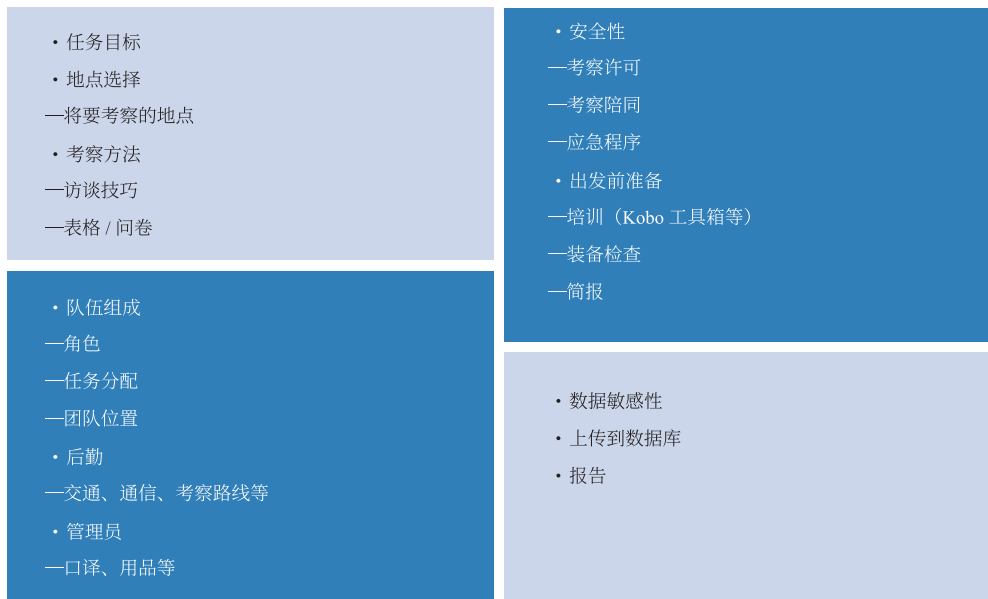 • 任务目标
• 地点选择
—将要考察的地点
• 考察方法
—访谈技巧
—表格 / 问卷
• 队伍组成
—角色
—任务分配
—团队位置
• 后勤
—交通、通信、考察路线等
• 管理员
—口译、用品等
• 安全性
—考察许可
—考察陪同
—应急程序
• 出发前准备
—培训（Kobo 工具箱等）
—装备检查
—简报
• 数据敏感性
• 上传到数据库
• 报告